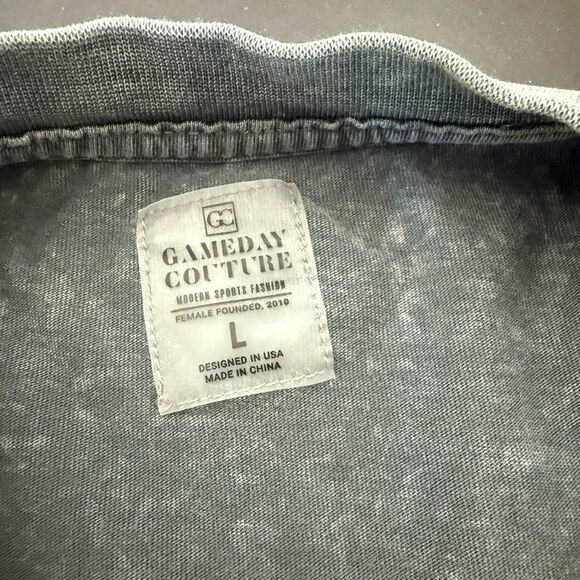 GC
GAMEDAY
COUTURE
MODERN SPORTS FASHION
FEMALE FOUNDED, 2010
L
DESIGNED IN USA
MADE IN CHINA